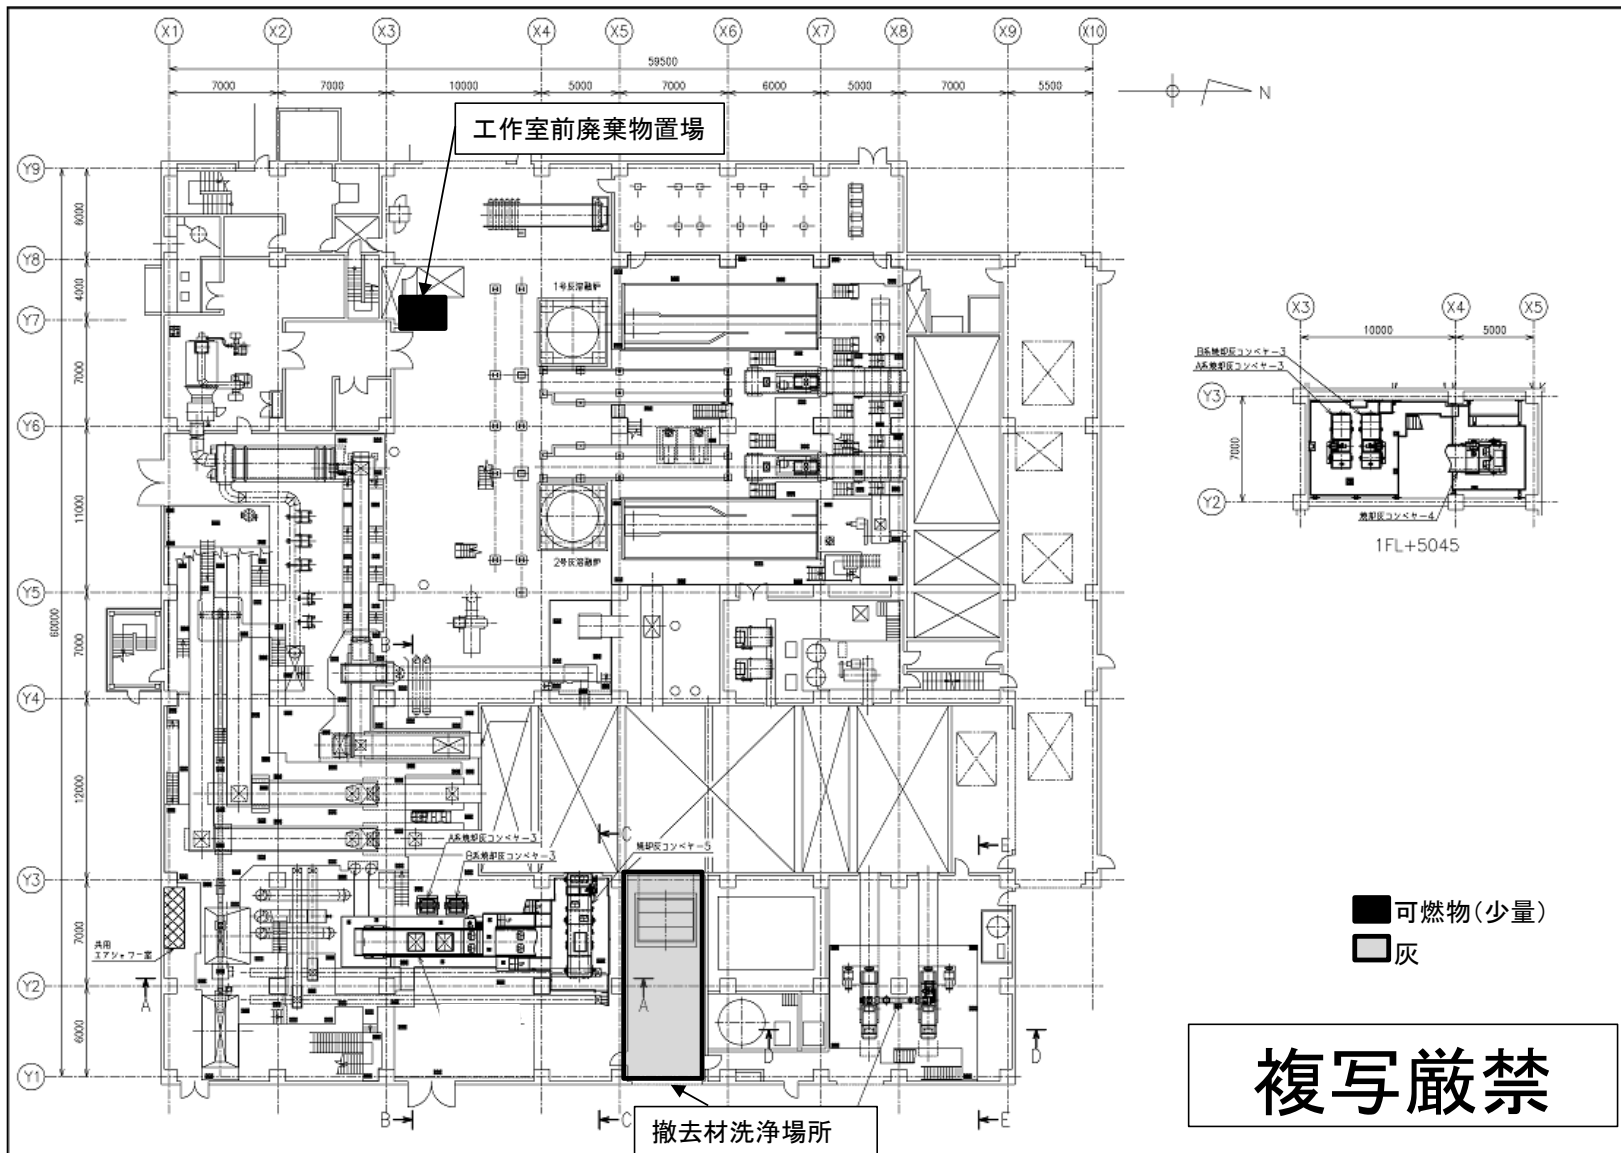 X1 X2 X3 X4 X5 X6 X7 X8 X9 X10
59500
7000 7000 10000 5000 7000 6000 5000 7000 5500
N
工作室前廃棄物置場
Y9
6000
Y8
4000
Y7
7000
Y6
11000
Y5
60000
7000
Y4
12000
Y3
7000
Y2
6000
Y1
1号灰溶融炉
2号灰溶融炉
B
C
E
A系焼却灰コンベヤー3
B系焼却灰コンベヤー3
焼却灰コンベヤー5
共用
エアシャワー室
A
A
D
D
B
C
E
撤去材洗浄場所
X3 X4 X5
10000 5000
B系焼却灰コンベヤー3
A系焼却灰コンベヤー3
Y3
7000
Y2
焼却灰コンベヤー4
1FL+5045
可燃物(少量)
灰
複写厳禁